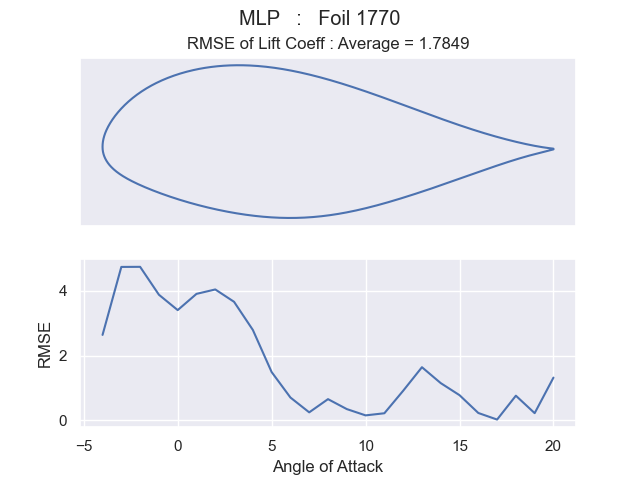 MLP   :   Foil 1770
RMSE of Lift Coeff : Average = 1.7849
4
2
0
RMSE
−5 0 5 10 15 20
Angle of Attack